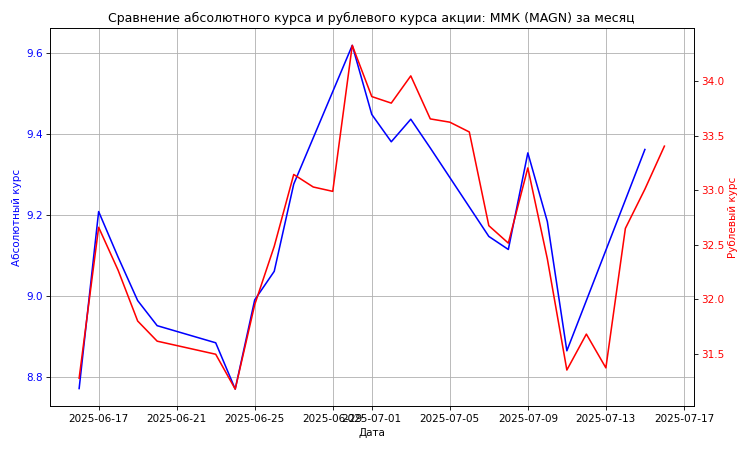 Сравнение абсолютного курса и рублевого курса акции: ММК (MAGN) за месяц
9.6
9.4
9.2
9.0
8.8
Абсолютный курс
34.0
33.5
33.0
32.5
32.0
31.5
Рублевый курс
2025-06-17 2025-06-21 2025-06-25 2025-06-29 2025-07-01 2025-07-05 2025-07-09 2025-07-13 2025-07-17
Дата